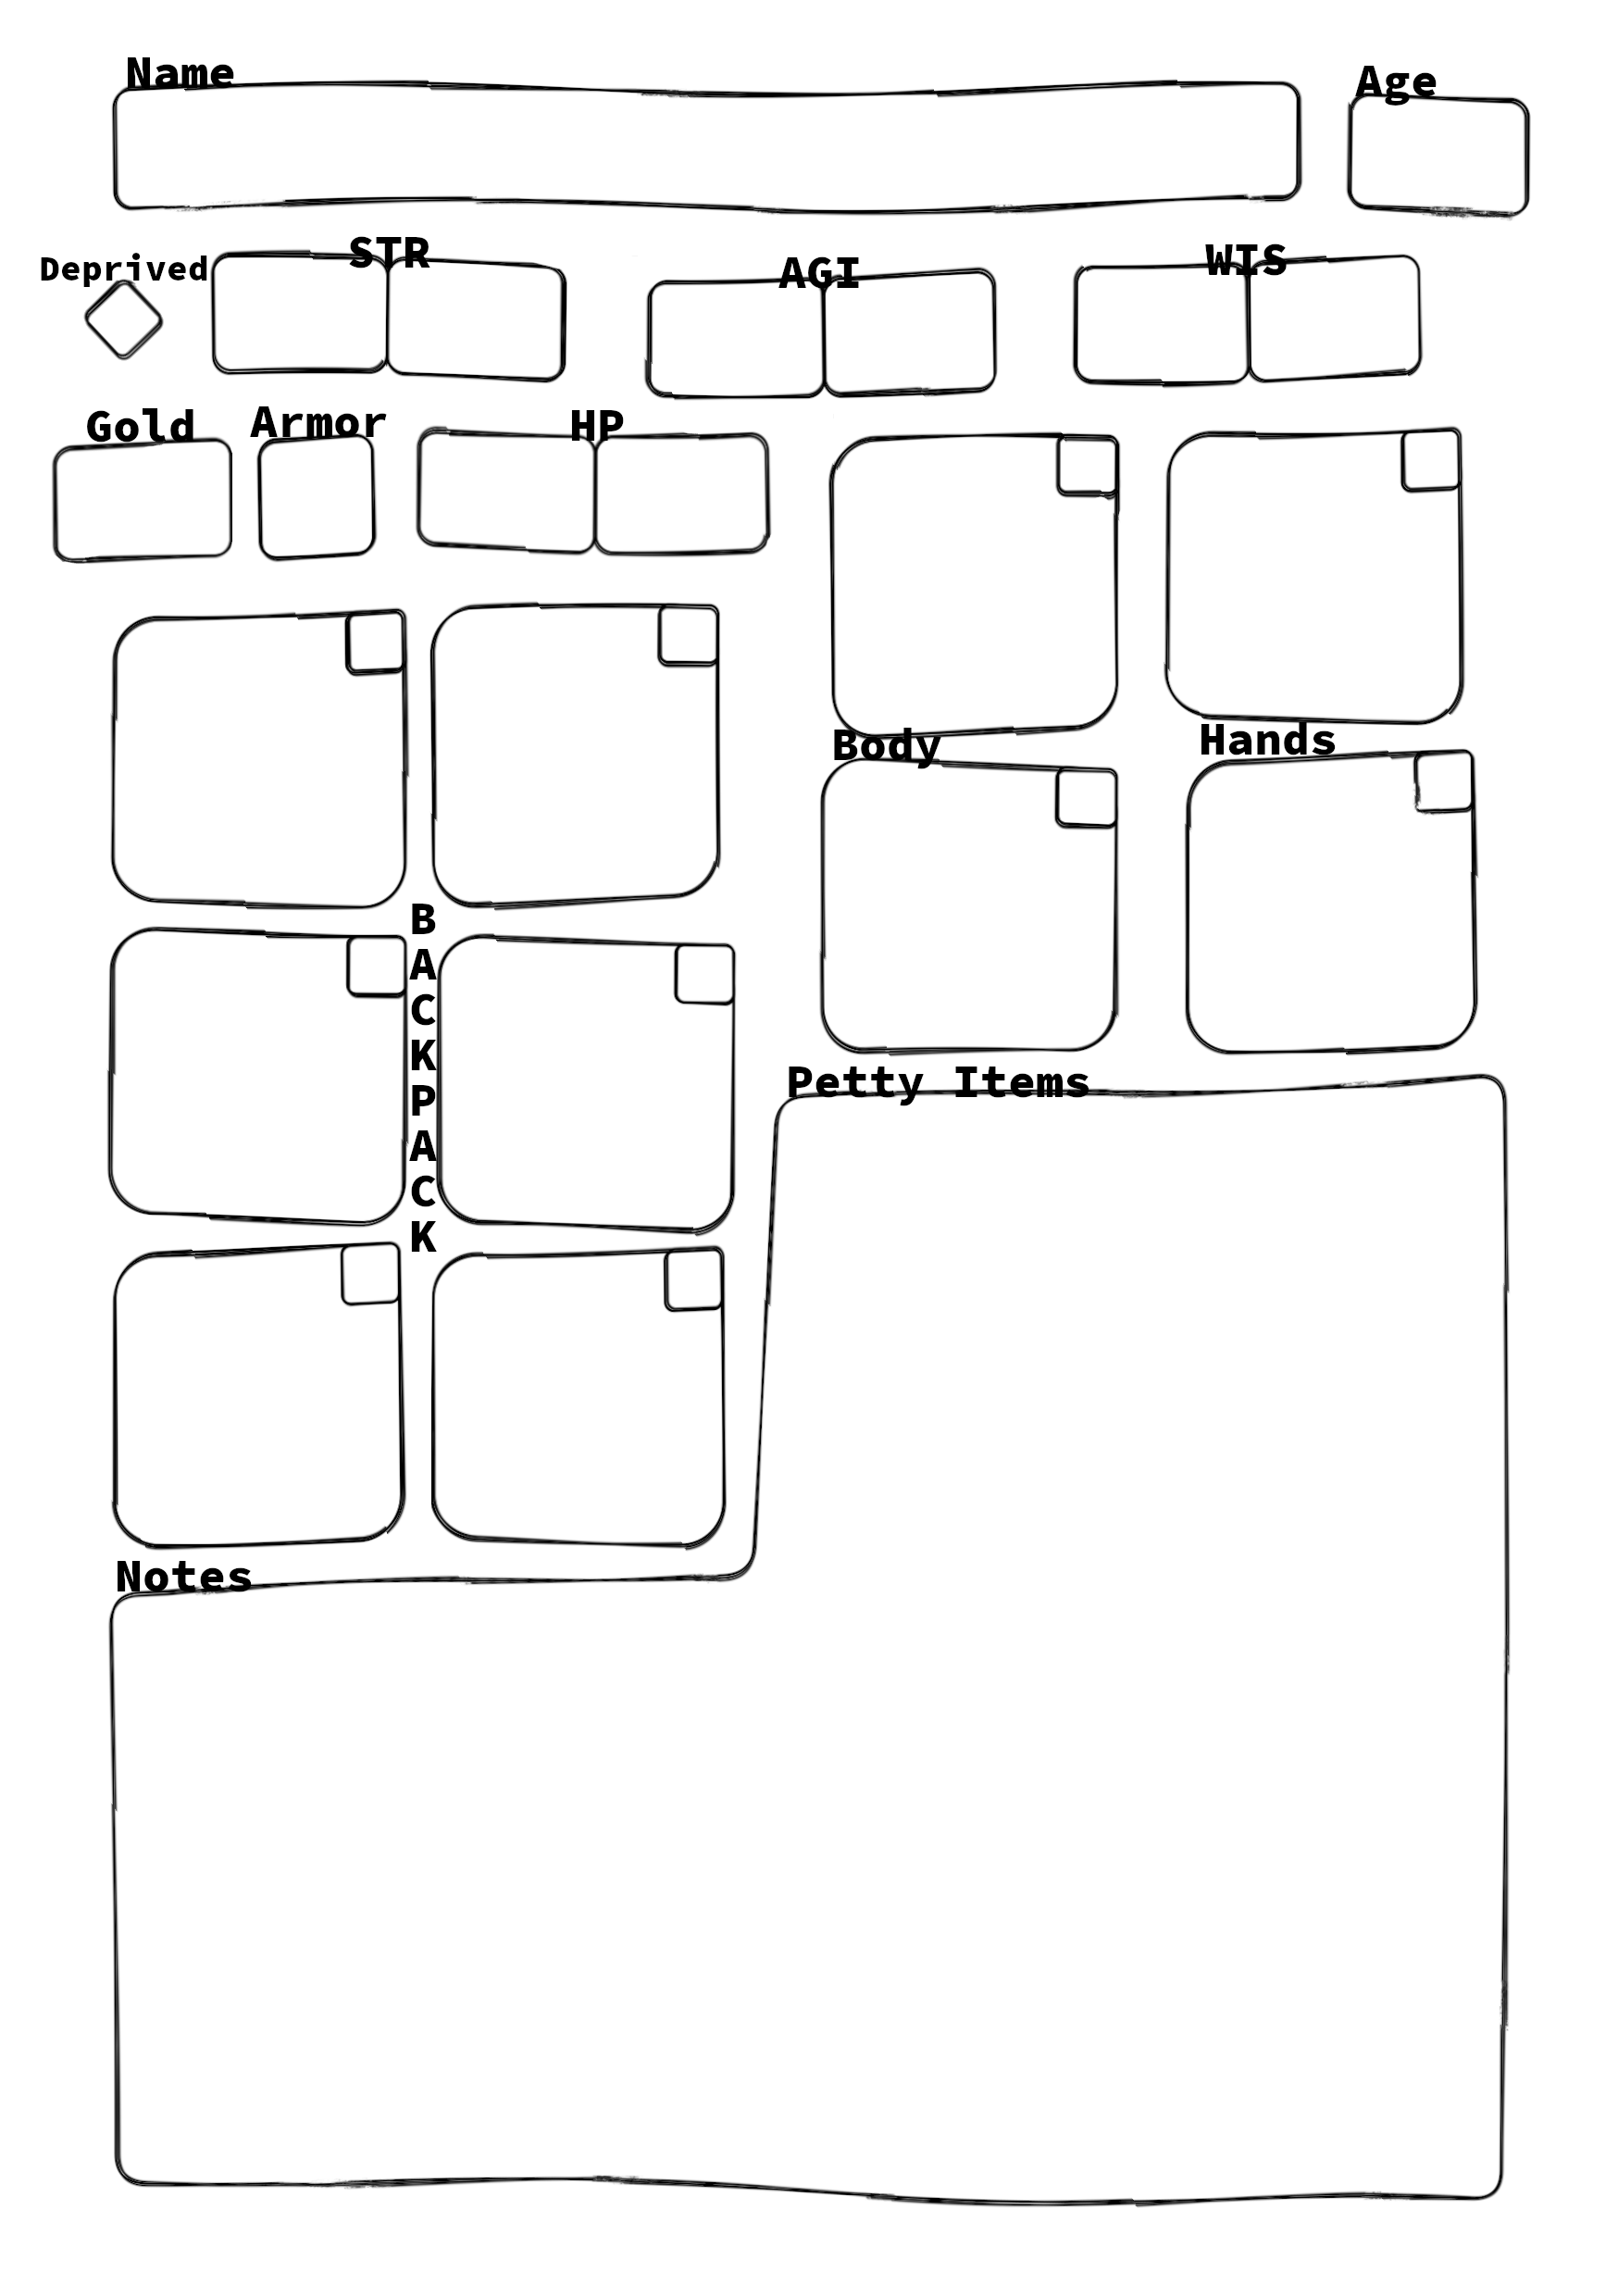 Name
Age
Deprived
STR
AGI
WIS
Gold
Armor
HP
Body
Hands
B
A
C
K
P
A
C
K
Petty Items
Notes